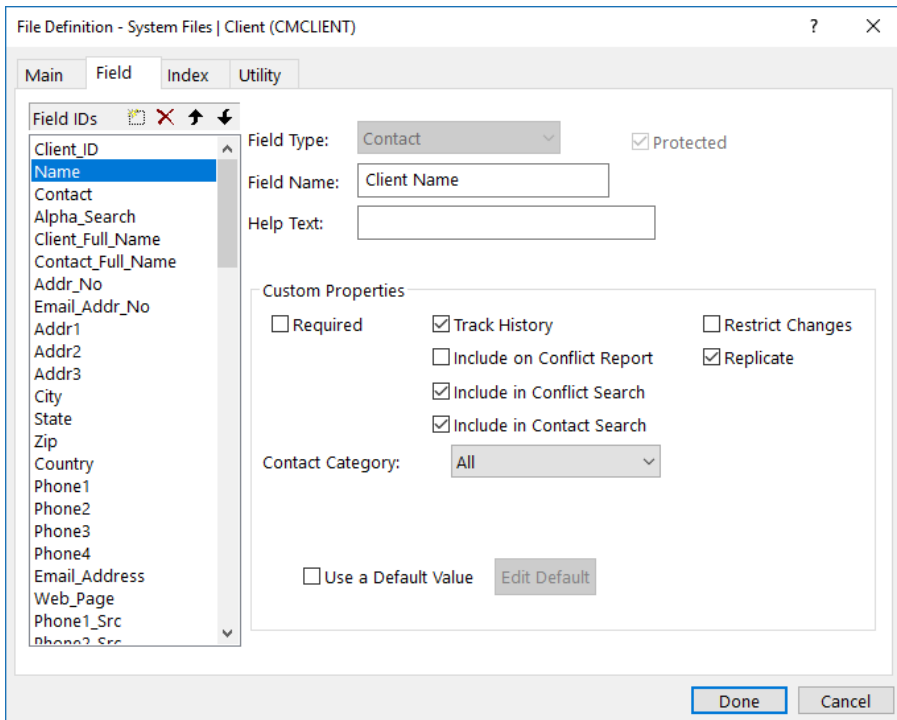 File Definition - System Files | Client (CMCLIENT)
?
Main Field Index Utility
Field IDs
Client_ID
Name
Contact
Alpha_Search
Client_Full_Name
Contact_Full_Name
Addr_No
Email_Addr_No
Addr1
Addr2
Addr3
City
State
Zip
Country
Phone1
Phone2
Phone3
Phone4
Email_Address
Web_Page
Phone1_Src
Phone2_Src
Field Type: Contact Protected
Field Name: Client Name
Help Text:
Custom Properties
Required Track History Restrict Changes
Include on Conflict Report Replicate
Include in Conflict Search
Include in Contact Search
Contact Category: All
Use a Default Value Edit Default
Done Cancel